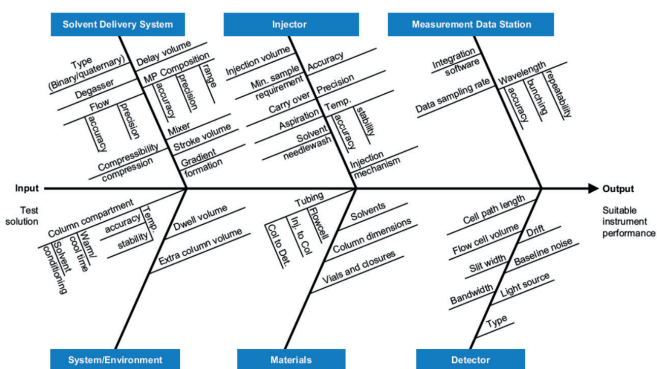 Solvent Delivery System
Injector
Measurement Data Station
Type
(Binary/quaternary)
Degasser
Flow
accuracy
precision
Compressibility
compression
Delay volume
MP Composition
accuracy
precision
range
Mixer
Stroke volume
Gradient
formation
Injection volume
Min. sample
requirement
Carry over
Aspiration
Solvent
needlewash
Accuracy
Precision
Temp.
accuracy
stability
Injection
mechanism
Integration
software
Data sampling rate
Wavelength
accuracy
bunching
repeatability
Input
Output
Test
solution
Suitable
instrument
performance
Column compartment
Temp.
accuracy
stability
Warm/
cool time
Solvent
conditioning
Dwell volume
Extra column volume
Tubing
Flowcell
Inj. to Col
Col to Det.
Solvents
Column dimensions
Vials and closures
Cell path length
Flow cell volume
Slit width
Bandwidth
Drift
Baseline noise
Light source
Type
System/Environment
Materials
Detector